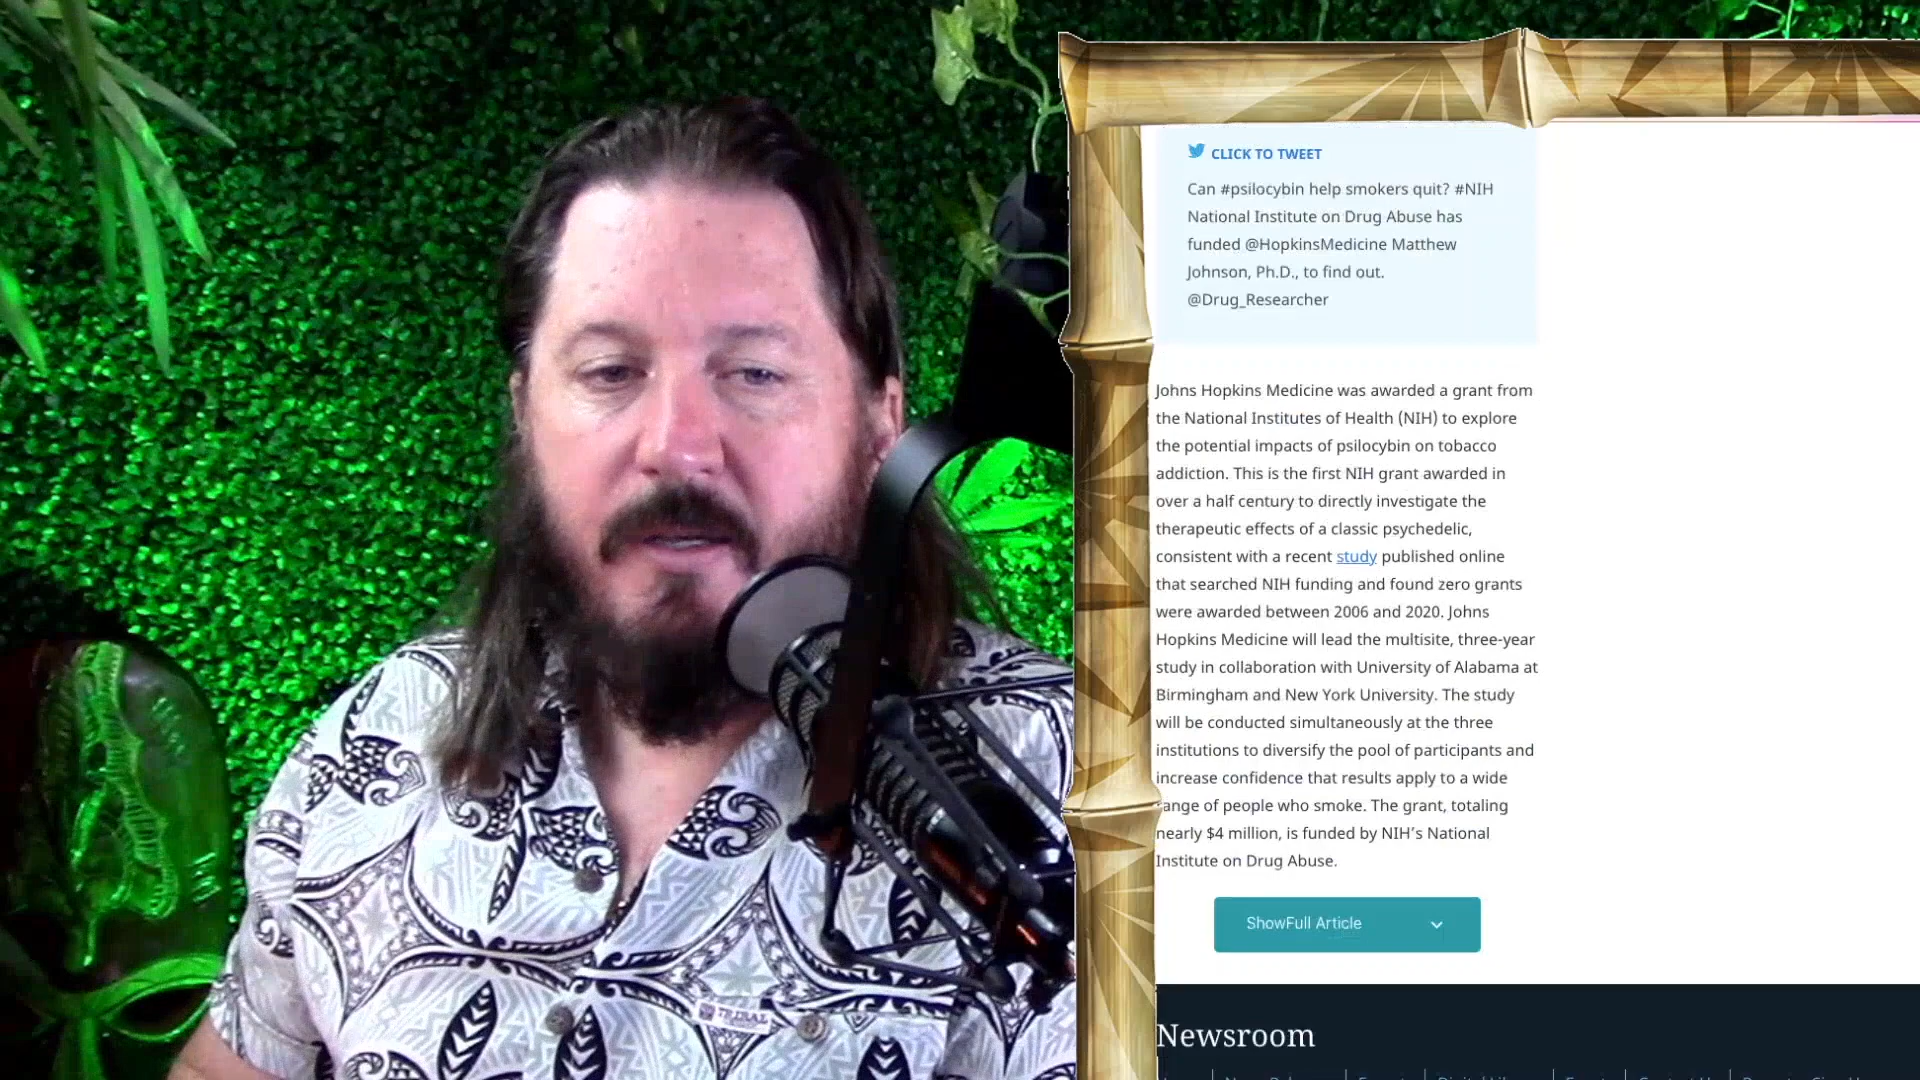 CLICK TO TWEET
Can #psilocybin help smokers quit? #NIH
National Institute on Drug Abuse has
funded @HopkinsMedicine Matthew
Johnson, Ph.D., to find out.
@Drug_Researcher
Johns Hopkins Medicine was awarded a grant from
the National Institutes of Health (NIH) to explore
the potential impacts of psilocybin on tobacco
addiction. This is the first NIH grant awarded in
over a half century to directly investigate the
therapeutic effects of a classic psychedelic,
consistent with a recent study published online
that searched NIH funding and found zero grants
were awarded between 2006 and 2020. Johns
Hopkins Medicine will lead the multisite, three-year
study in collaboration with University of Alabama at
Birmingham and New York University. The study
will be conducted simultaneously at the three
institutions to diversify the pool of participants and
increase confidence that results apply to a wide
range of people who smoke. The grant, totaling
nearly $4 million, is funded by NIH’s National
Institute on Drug Abuse.
ShowFull Article
Newsroom
TRIBAL